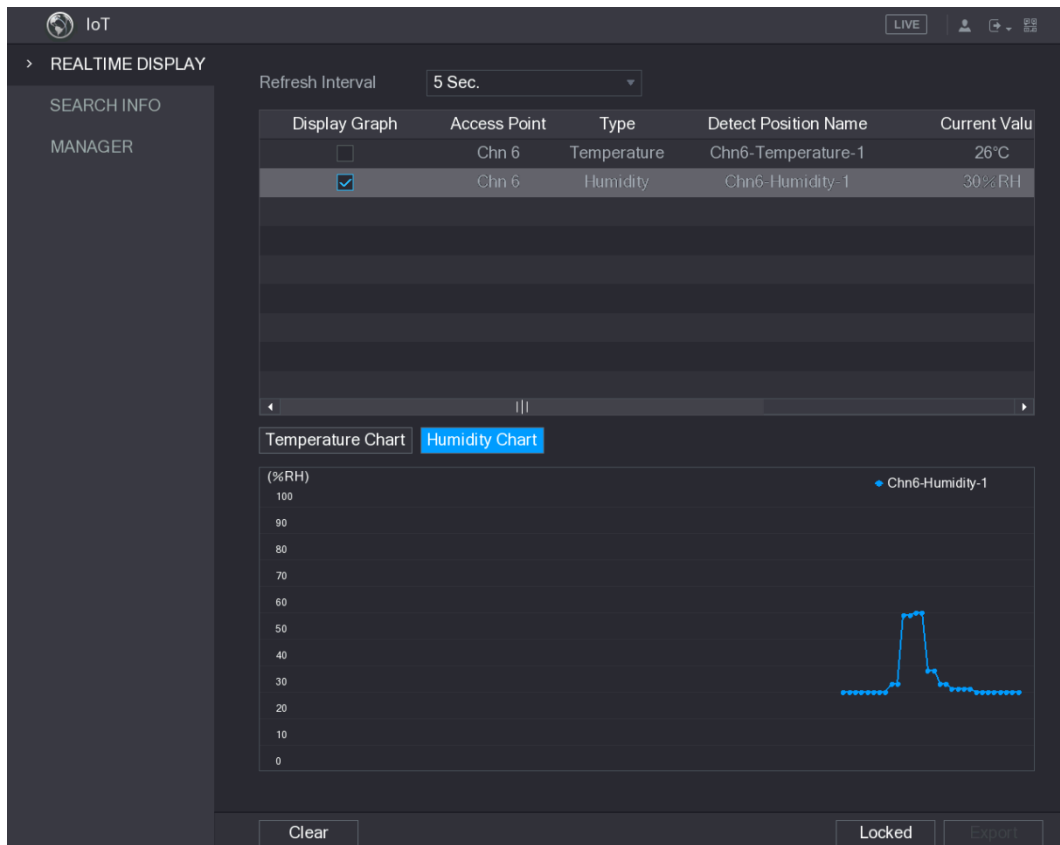 IoT
LIVE
REALTIME DISPLAY
SEARCH INFO
MANAGER
Refresh Interval 5 Sec.
Display Graph Access Point Type Detect Position Name Current Valu
Chn 6 Temperature Chn6-Temperature-1 26°C
Chn 6 Humidity Chn6-Humidity-1 30%RH
Temperature Chart Humidity Chart
(%RH)
Chn6-Humidity-1
100
90
80
70
60
50
40
30
20
10
0
Clear Locked Export